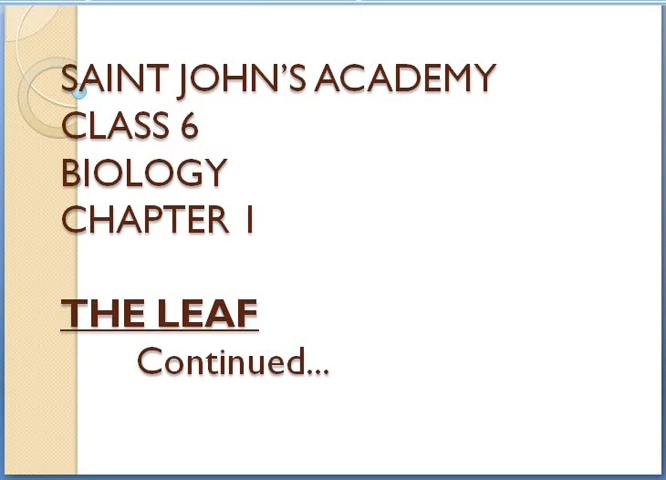 SAINT JOHN'S ACADEMY
CLASS 6
BIOLOGY
CHAPTER 1
THE LEAF
Continued...